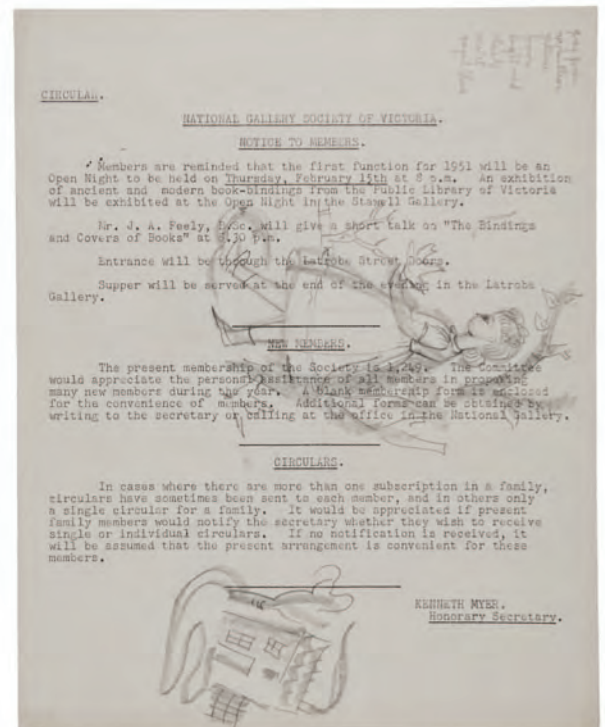 CIRCULAR.
NATIONAL GALLERY SOCIETY OF VICTORIA.
NOTICE TO MEMBERS.
Members are reminded that the first function for 1951 will be an
Open Night to be held on Thursday, February 15th at 8 p.m. An exhibition
of ancient and modern book-bindings from the Public Library of Victoria
will be exhibited at the Open Night in the Stawell Gallery.
Mr. J. A. Feely, B.Sc. will give a short talk on "The Bindings
and Covers of Books" at 8.30 p.m.
Entrance will be through the Latrobe Street Doors.
Supper will be served at the end of the evening in the Latrobe
Gallery.
NEW MEMBERS.
The present membership of the Society is 1,249. The Committee
would appreciate the personal assistance of all members in proposing
many new members during the year. A blank membership form is enclosed
for the convenience of members. Additional forms can be obtained by
writing to the secretary or calling at the office in the National Gallery.
CIRCULARS.
In cases where there are more than one subscription in a family,
circulars have sometimes been sent to each member, and in others only
a single circular for a family. It would be appreciated if present
family members would notify the secretary whether they wish to receive
single or individual circulars. If no notification is received, it
will be assumed that the present arrangement is convenient for these
members.
KENNETH MYER.
Honorary Secretary.